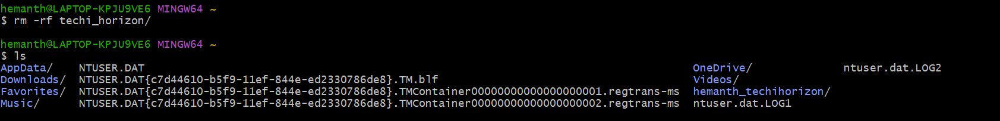 hemanth@LAPTOP-KPJU9VE6 MINGW64 ~
$ rm -rf techi_horizon/
hemanth@LAPTOP-KPJU9VE6 MINGW64 ~
$ ls
AppData/    NTUSER.DAT    OneDrive/    ntuser.dat.LOG2
Downloads/  NTUSER.DAT{c7d44610-b5f9-11ef-844e-ed2330786de8}.TM.blf    Videos/
Favorites/  NTUSER.DAT{c7d44610-b5f9-11ef-844e-ed2330786de8}.TMContainer00000000000000000001.regtrans-ms  hemanth_techihorizon/
Music/      NTUSER.DAT{c7d44610-b5f9-11ef-844e-ed2330786de8}.TMContainer00000000000000000002.regtrans-ms  ntuser.dat.LOG1